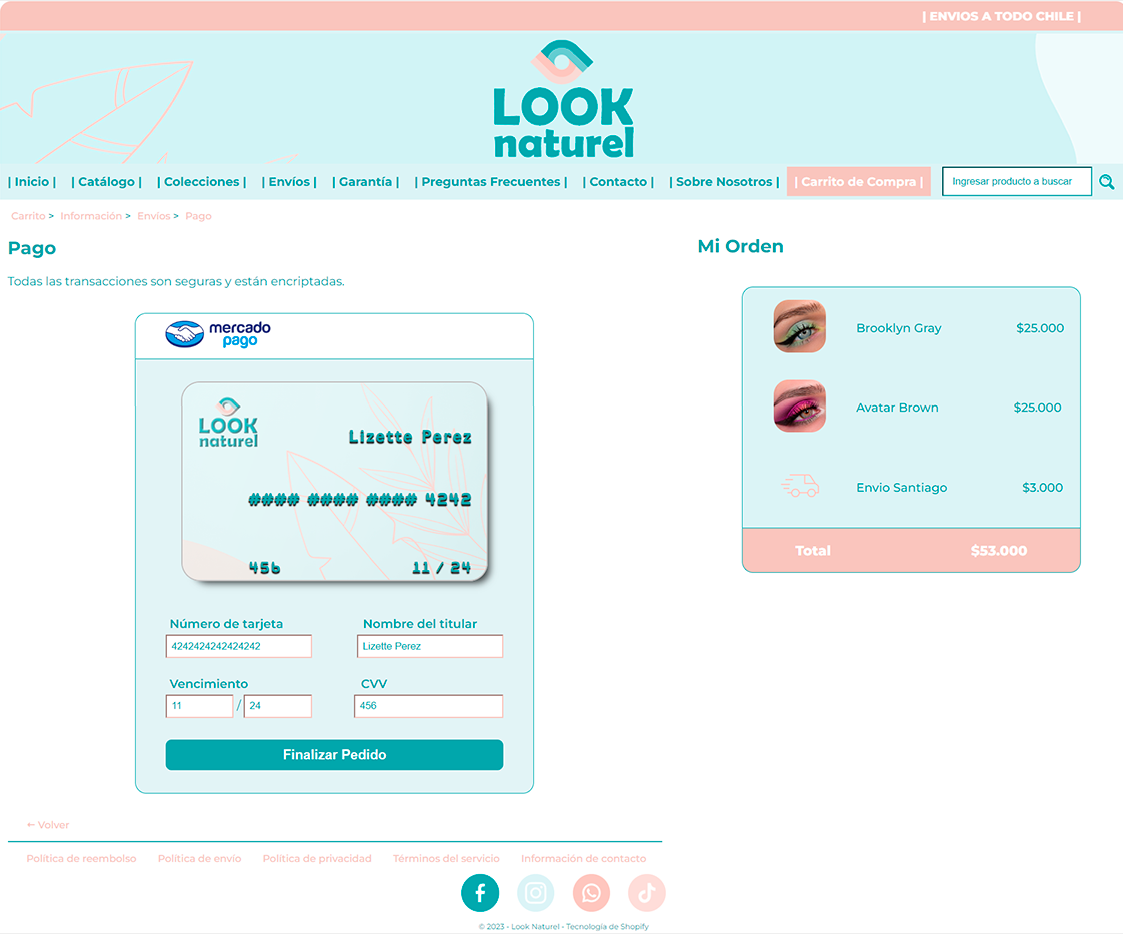 | ENVIOS A TODO CHILE |
LOOK
naturel
| Inicio | | Catálogo | | Colecciones | | Envíos | | Garantía | | Preguntas Frecuentes | | Contacto | | Sobre Nosotros | | Carrito de Compra | Ingresar producto a buscar
Carrito > Información > Envíos > Pago
Pago
Todas las transacciones son seguras y están encriptadas.
mercado
pago
LOOK
naturel
Lizette Perez
#### #### #### 4242
456 11 / 24
Número de tarjeta Nombre del titular
4242424242424242 Lizette Perez
Vencimiento CVV
11 / 24 456
Finalizar Pedido
Mi Orden
Brooklyn Gray $25.000
Avatar Brown $25.000
Envio Santiago $3.000
Total $53.000
← Volver
Política de reembolso Política de envío Política de privacidad Términos del servicio Información de contacto
© 2023 - Look Naturel - Tecnología de Shopify